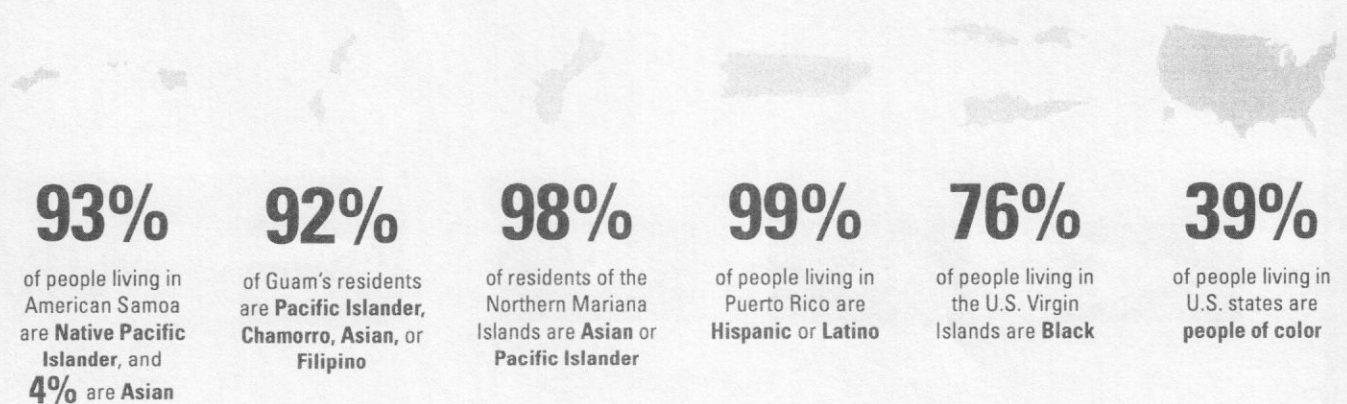 93%
of people living in
American Samoa
are Native Pacific
Islander, and
4% are Asian
92%
of Guam's residents
are Pacific Islander,
Chamorro, Asian, or
Filipino
98%
of residents of the
Northern Mariana
Islands are Asian or
Pacific Islander
99%
of people living in
Puerto Rico are
Hispanic or Latino
76%
of people living in
the U.S. Virgin
Islands are Black
39%
of people living in
U.S. states are
people of color